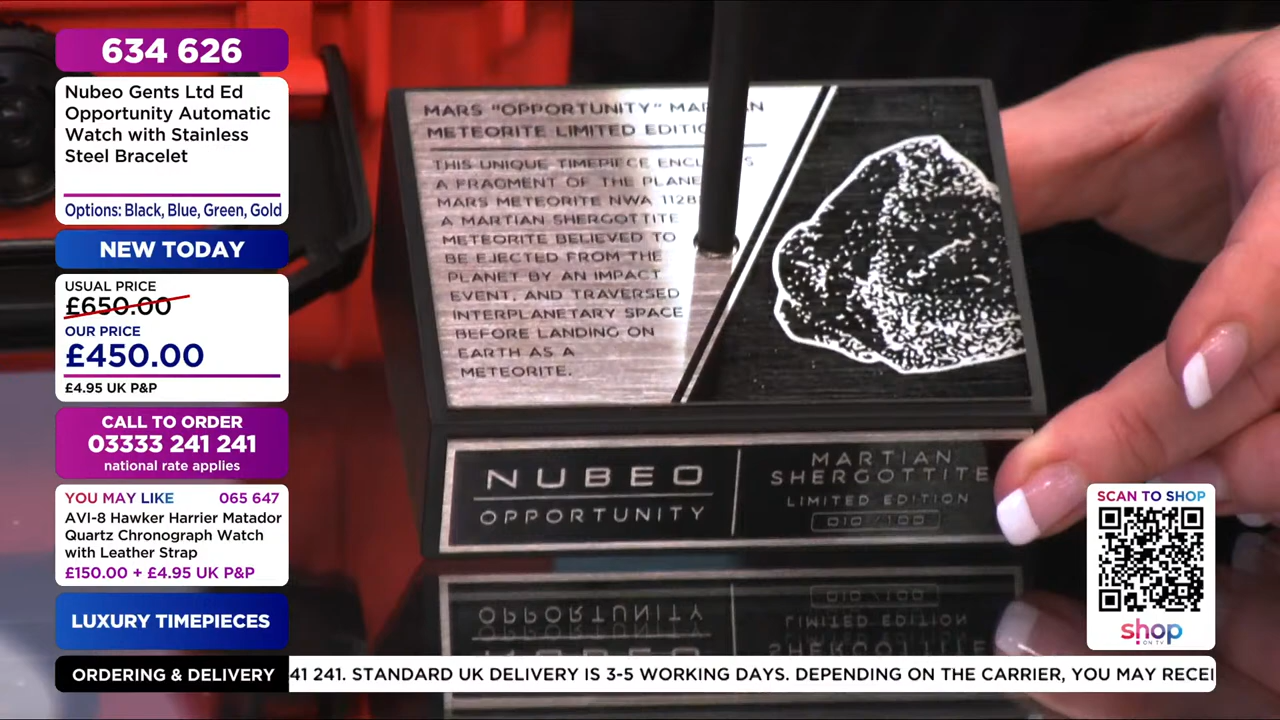 634 626
Nubeo Gents Ltd Ed
Opportunity Automatic
Watch with Stainless
Steel Bracelet
Options: Black, Blue, Green, Gold
NEW TODAY
USUAL PRICE
£650.00
OUR PRICE
£450.00
£4.95 UK P&P
CALL TO ORDER
03333 241 241
national rate applies
YOU MAY LIKE 065 647
AVI-8 Hawker Harrier Matador
Quartz Chronograph Watch
with Leather Strap
£150.00 + £4.95 UK P&P
LUXURY TIMEPIECES
ORDERING & DELIVERY
41 241. STANDARD UK DELIVERY IS 3-5 WORKING DAYS. DEPENDING ON THE CARRIER, YOU MAY RECEI
MARS "OPPORTUNITY"
METEORITE LIMITED
THIS UNIQUE TIMEPIECE
A FRAGMENT OF THE
MARS METEORITE NWA
A MARTIAN SHERGOTTITE
METEORITE BELIEVED TO
BE EJECTED FROM THE
PLANET BY AN IMPACT
EVENT, AND TRAVERSED
INTERPLANETARY SPACE
BEFORE LANDING ON
EARTH AS A
METEORITE.
NUBEO
OPPORTUNITY
MARTIAN
SHERGOTTITE
LIMITED EDITION
010 / 100
SCAN TO SHOP
shop
ON TV